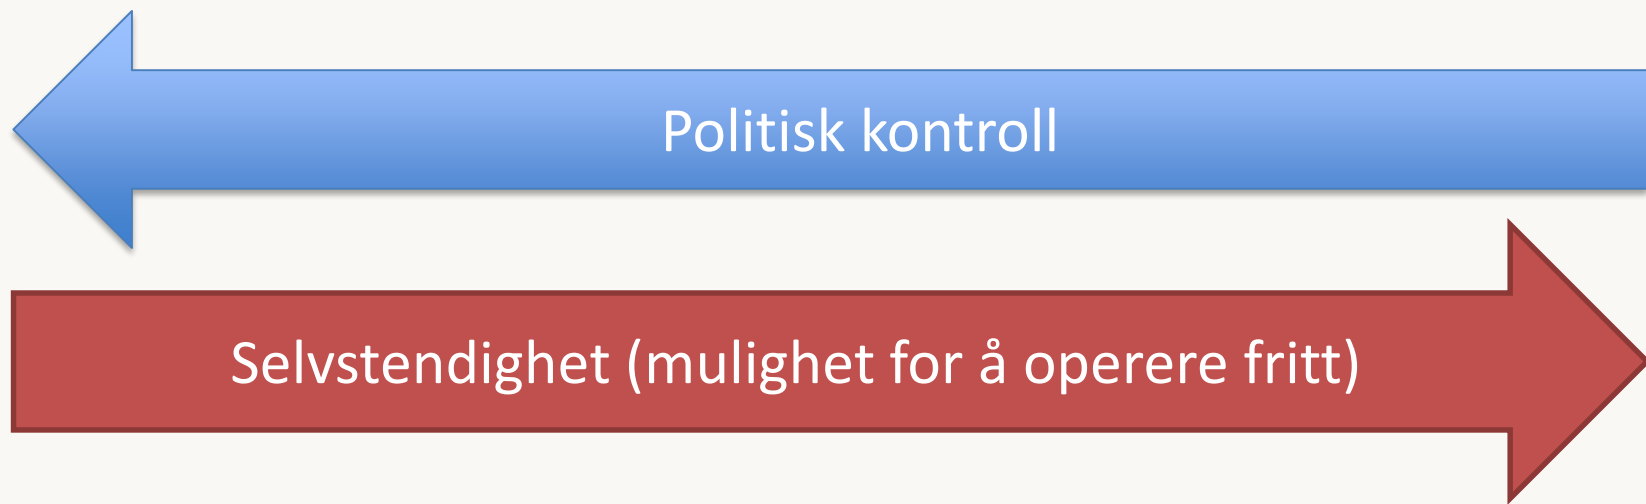 Politisk kontroll
Selvstendighet (mulighet for å operere fritt)